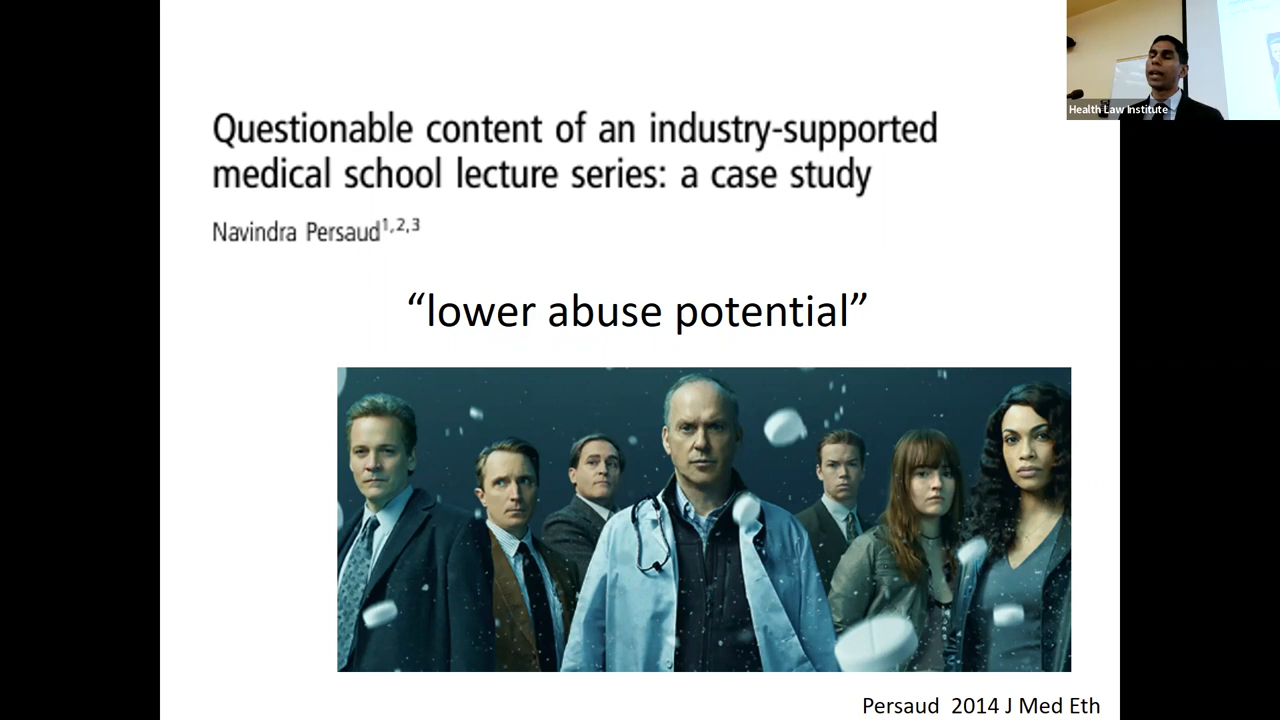 Questionable content of an industry-supported
medical school lecture series: a case study
Navindra Persaud1,2,3
“lower abuse potential”
Persaud 2014 J Med Eth
Health Law Institute